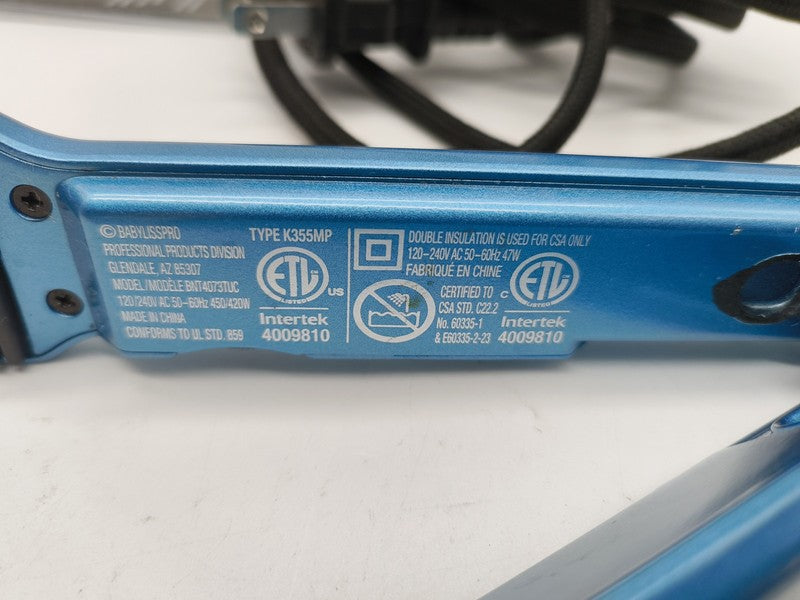 © BABYLISSPRO
PROFESSIONAL PRODUCTS DIVISION
GLENDALE, AZ 85307
MODEL / MODÈLE BNT4073TUC
120/240V AC 50-60Hz 450/420W
MADE IN CHINA
CONFORMS TO UL STD. 859
TYPE K355MP
ETL
LISTED
US
Intertek
4009810
DOUBLE INSULATION IS USED FOR CSA ONLY
120-240V AC 50-60Hz 47W
FABRIQUÉ EN CHINE
CERTIFIED TO
CSA STD. C22.2
No. 60335-1
& E60335-2-23
C
ETL
LISTED
Intertek
4009810